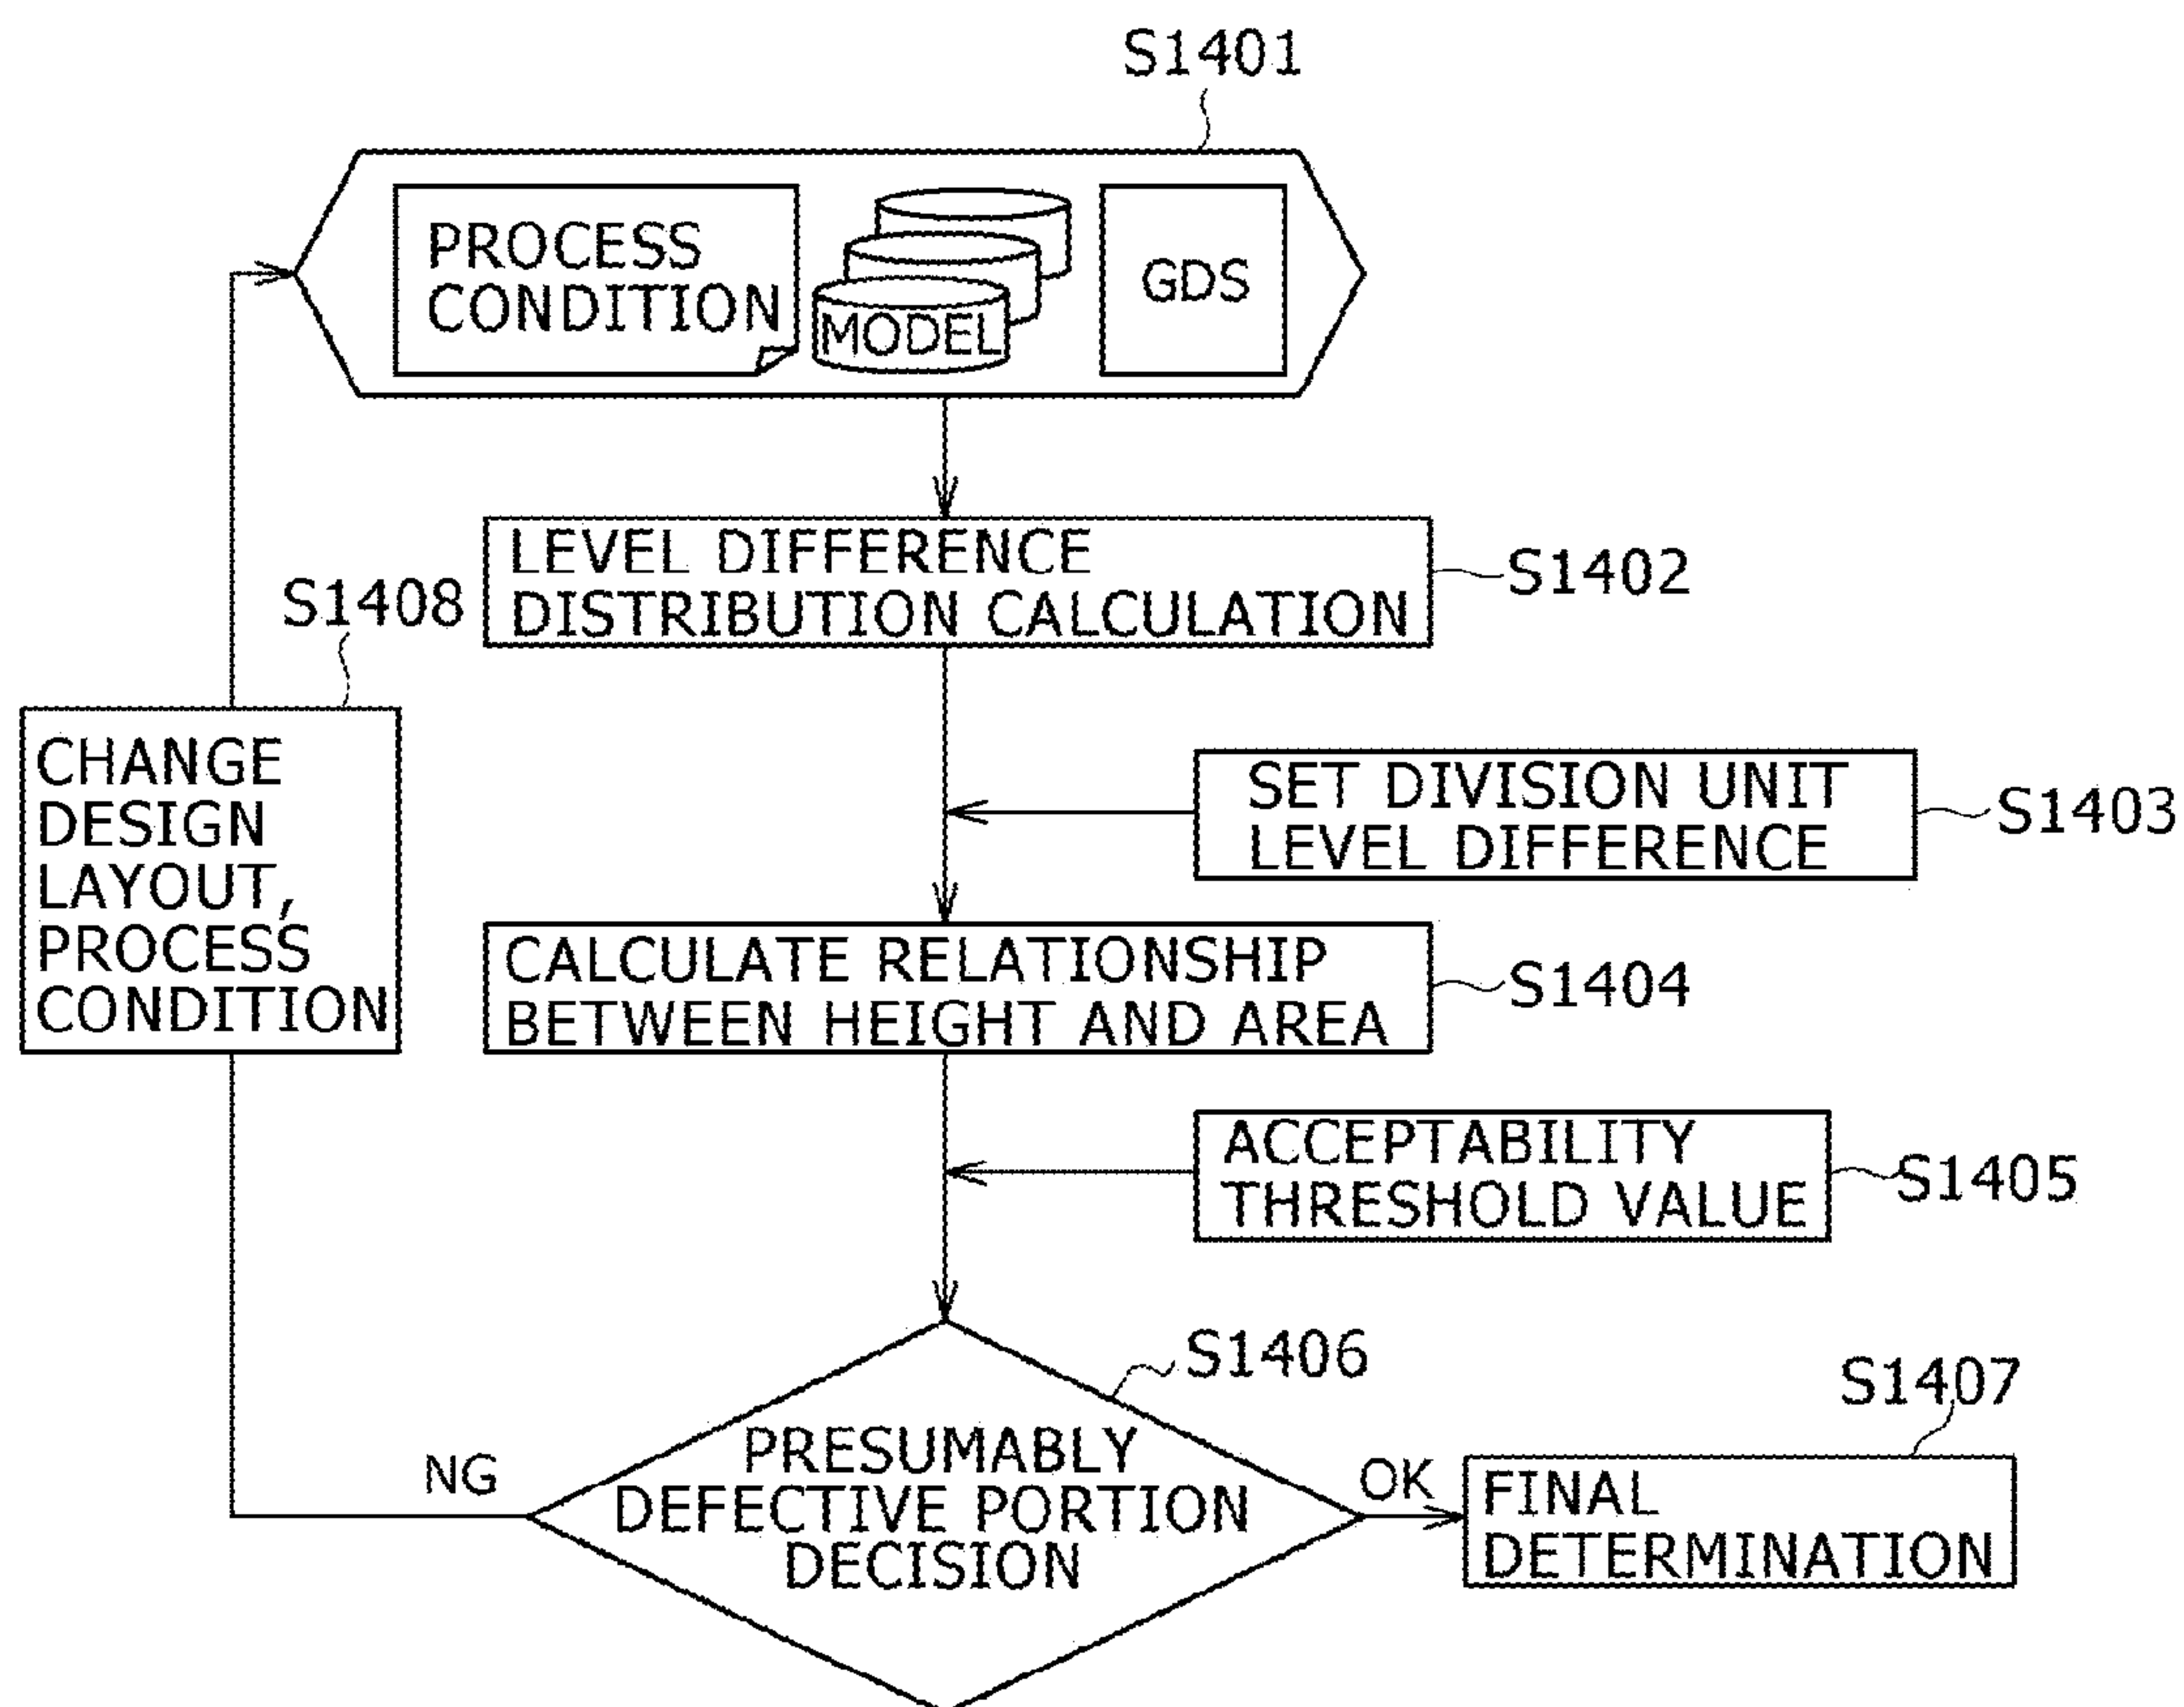 S1401
PROCESS
CONDITION
MODEL
GDS
LEVEL DIFFERENCE
DISTRIBUTION CALCULATION
S1402
S1408
CHANGE
DESIGN
LAYOUT,
PROCESS
CONDITION
SET DIVISION UNIT
LEVEL DIFFERENCE
S1403
CALCULATE RELATIONSHIP
BETWEEN HEIGHT AND AREA
S1404
ACCEPTABILITY
THRESHOLD VALUE
S1405
S1406
PRESUMABLY
DEFECTIVE PORTION
DECISION
NG
OK
S1407
FINAL
DETERMINATION